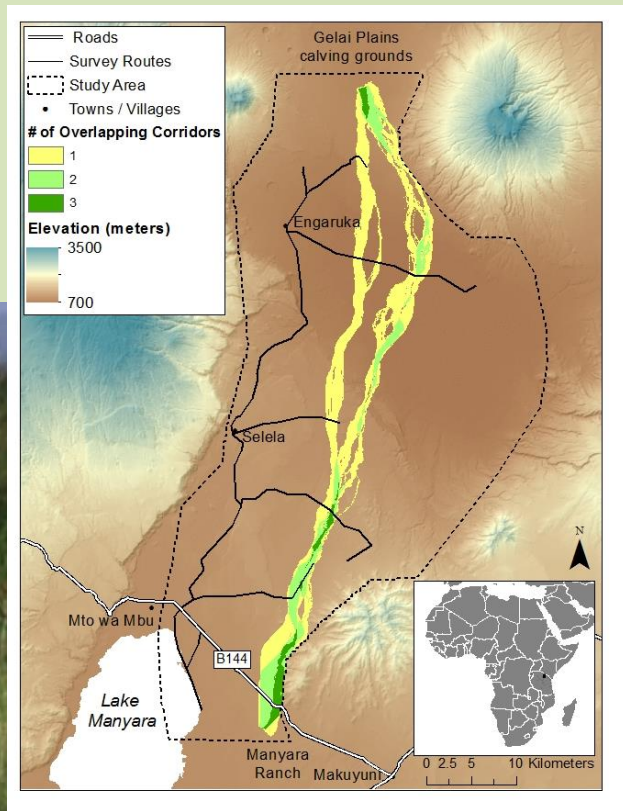 Roads
Survey Routes
Study Area
Towns / Villages
# of Overlapping Corridors
1
2
3
Elevation (meters)
3500
700
Gelai Plains
calving grounds
Engaruka
Selela
Mto wa Mbu
B144
Lake
Manyara
Manyara
Ranch
Makuyuni
N
0 2.5 5 10 Kilometers